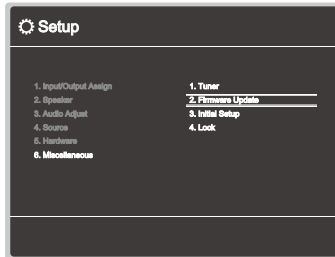 Setup
1. Input/Output Assign
2. Speaker
3. Audio Adjust
4. Source
5. Hardware
6. Miscellaneous
1. Tuner
2. Firmware Update
3. Initial Setup
4. Lock